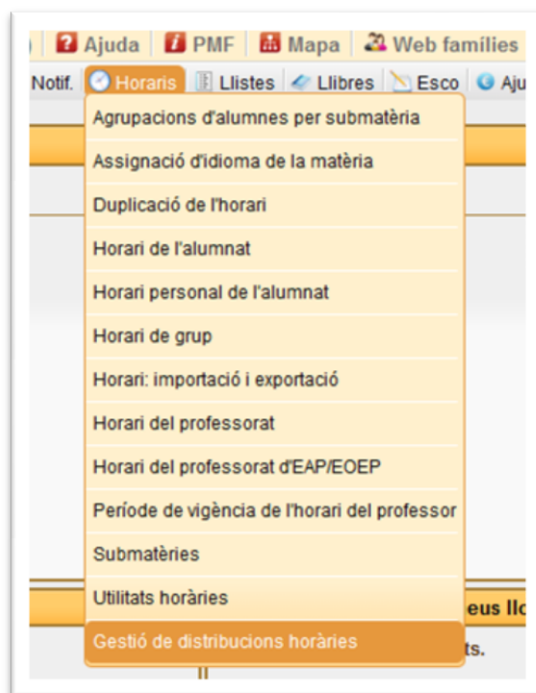 Ajuda PMF Mapa Web famílies
Notif. Horaris Llistes Llibres Esco Aju
Agrupacions d'alumnes per submatèria
Assignació d'idioma de la matèria
Duplicació de l'horari
Horari de l'alumnat
Horari personal de l'alumnat
Horari de grup
Horari: importació i exportació
Horari del professorat
Horari del professorat d'EAP/EOEP
Període de vigència de l'horari del professor
Submatèries
Utilitats horàries
eus llo
Gestió de distribucions horàries
ts.